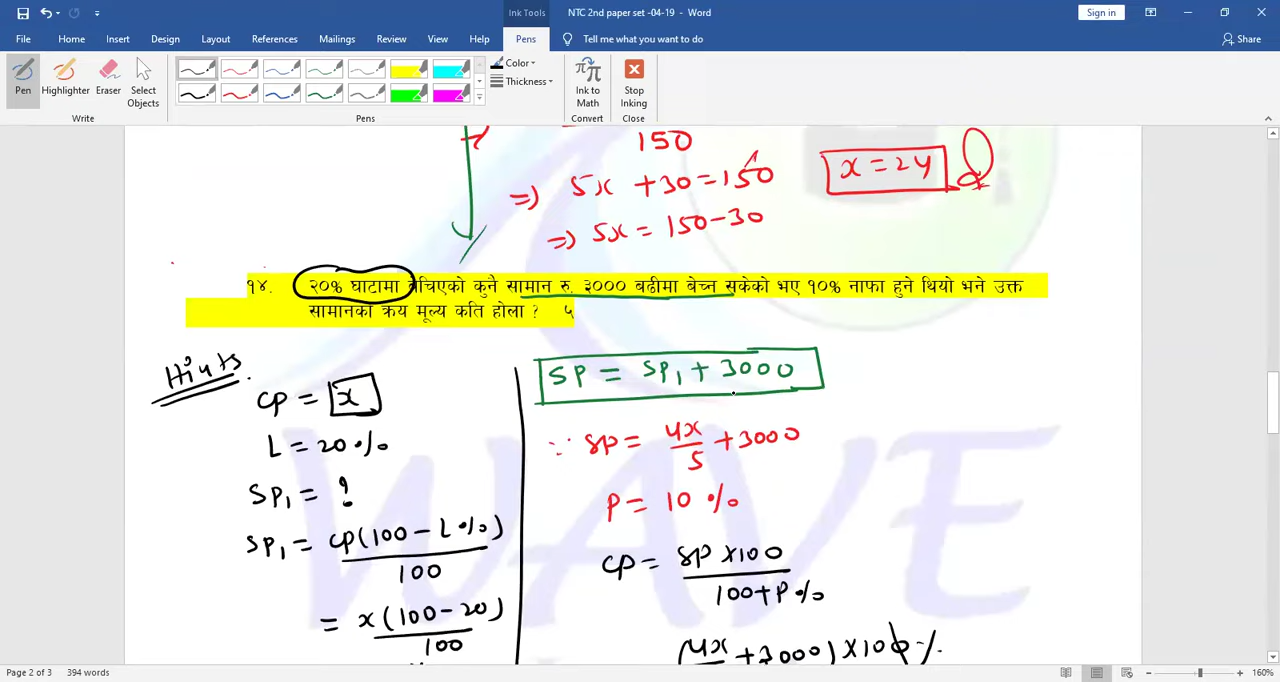 NTC 2nd paper set -04-19 - Word
Ink Tools
Sign in
File Home Insert Design Layout References Mailings Review View Help Pens Tell me what you want to do Share
Pen Highlighter Eraser Select Objects
Color
Thickness
Ink to Math
Stop Inking
Write Pens Convert Close
150
⇒) 5x + 30 = 150
x = 24
⇒) 5x = 150-30
१४. २०% घाटामा बेचिएको कुनै सामान रु. ३००० बढीमा बेच्न सकेको भए १०% नाफा हुने थियो भने उक्त
सामानको क्रय मूल्य कति होला ? ५
Hints.
CP = x
L = 20%
SP₁ = ?
SP₁ = CP(100 - L%)
100
= x(100 - 20)
100
SP = SP₁ + 3000
∵ SP = 4x/5 + 3000
P = 10 %
CP = SP x100
100+P%
4x + 3000) x 100
Page 2 of 3 394 words
160%